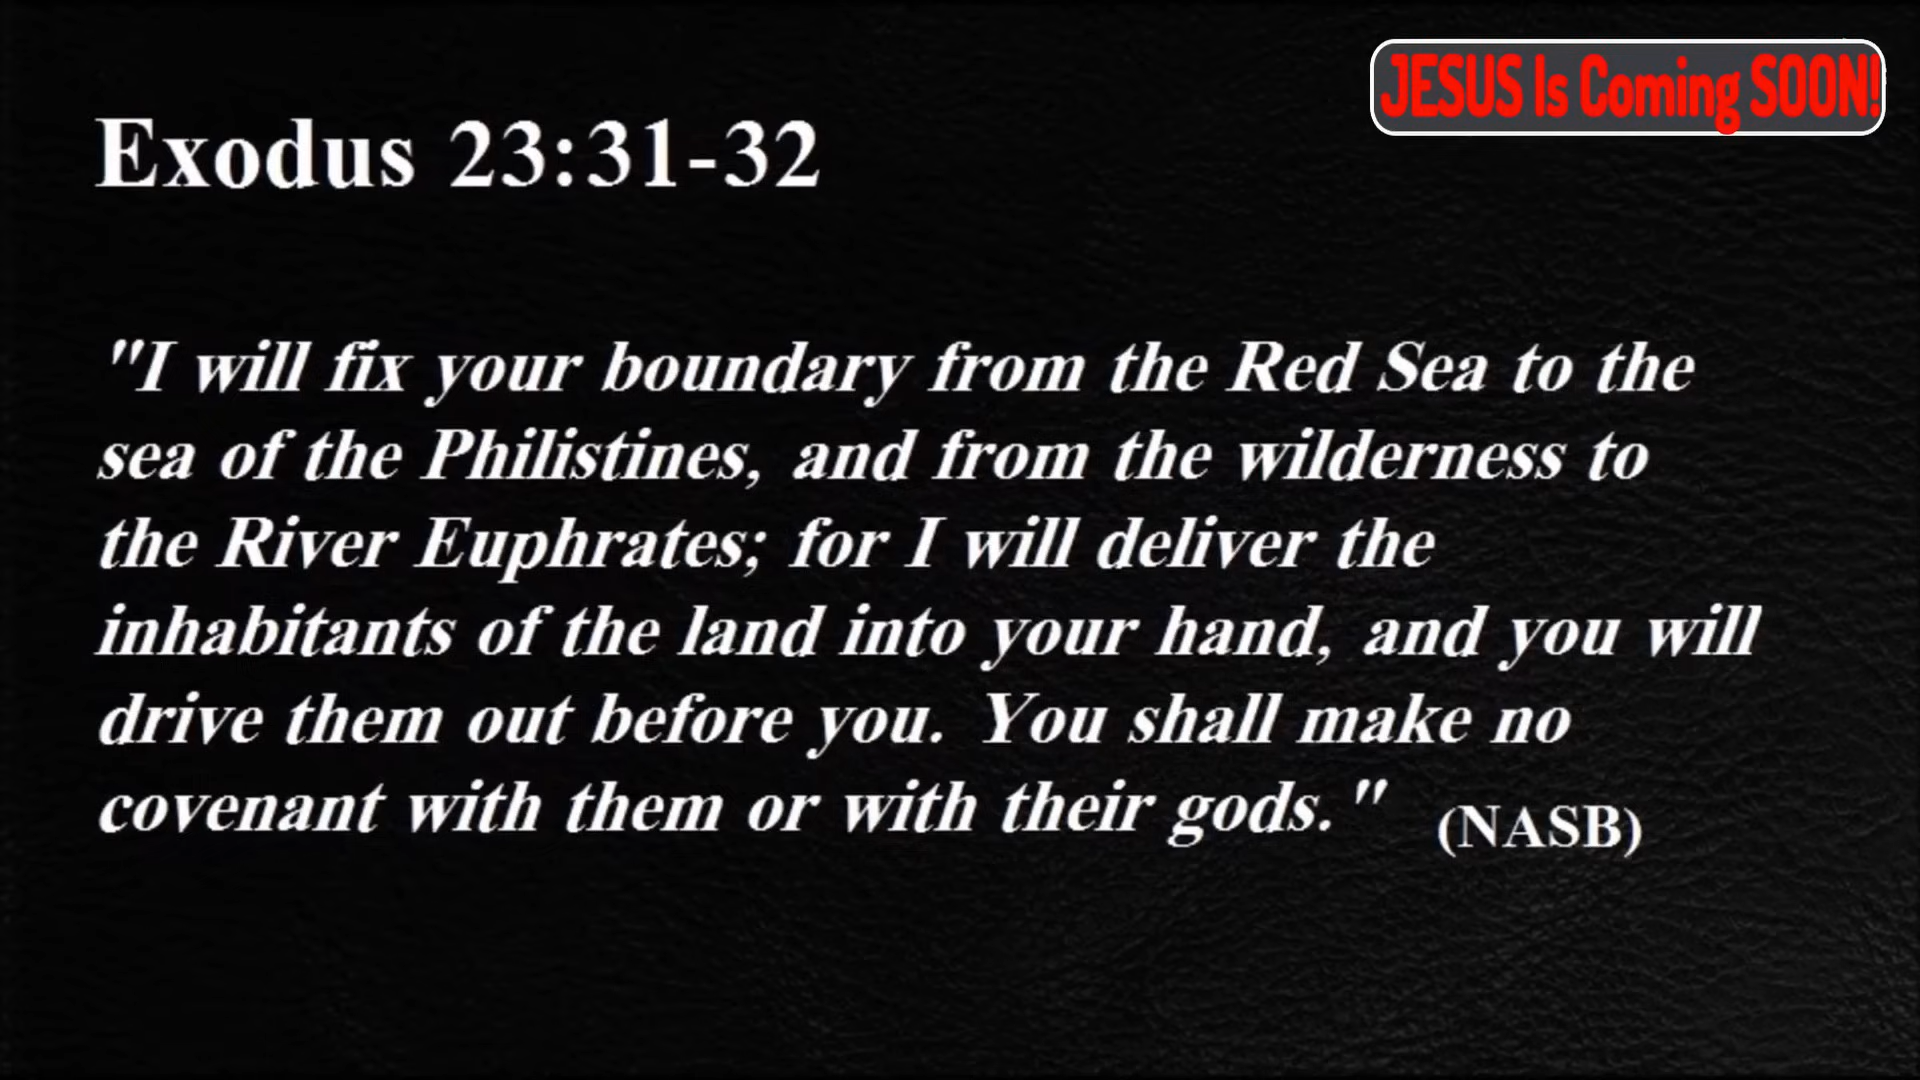 JESUS Is Coming SOON!
Exodus 23:31-32
"I will fix your boundary from the Red Sea to the
sea of the Philistines, and from the wilderness to
the River Euphrates; for I will deliver the
inhabitants of the land into your hand, and you will
drive them out before you. You shall make no
covenant with them or with their gods." (NASB)